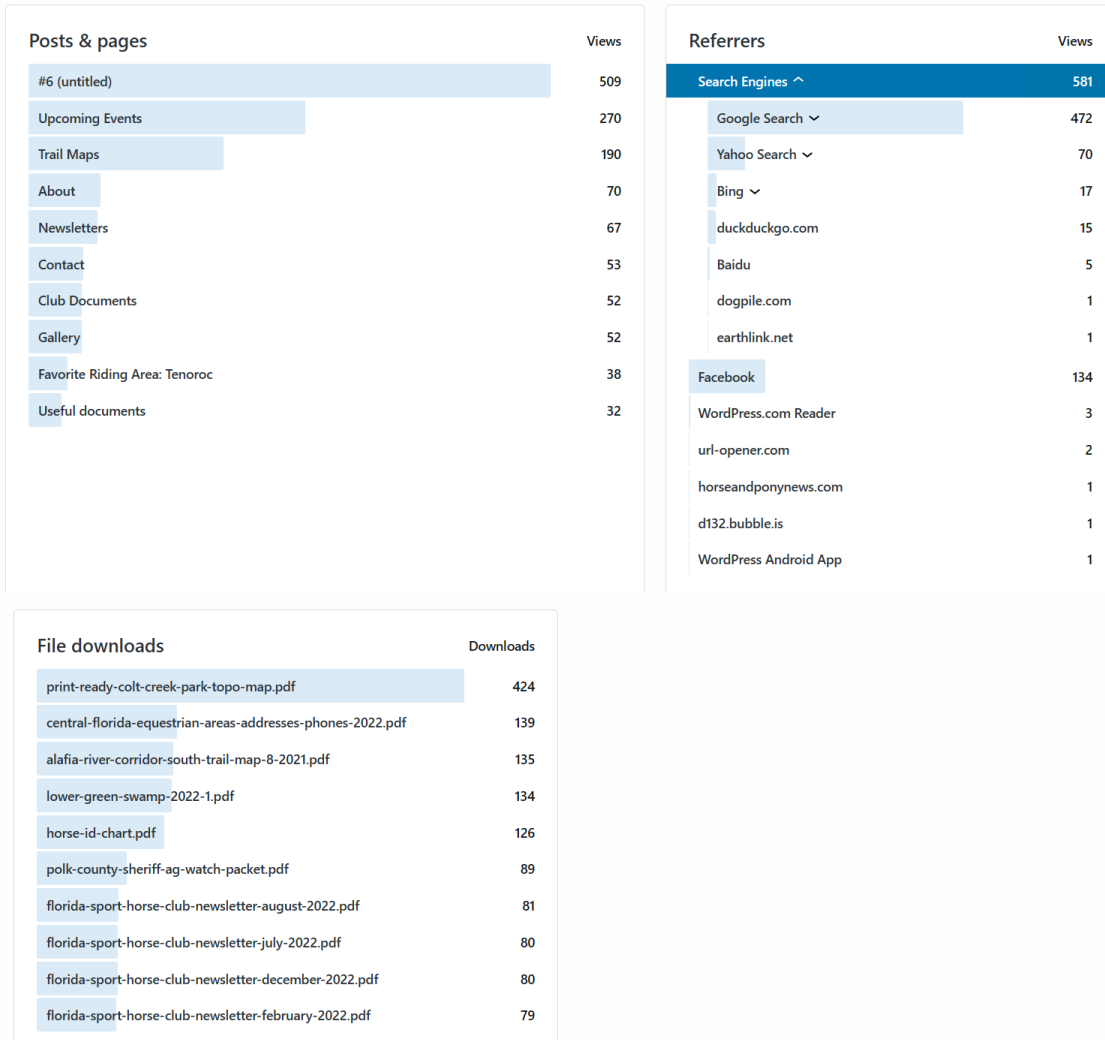 Posts & pages Views
#6 (untitled) 509
Upcoming Events 270
Trail Maps 190
About 70
Newsletters 67
Contact 53
Club Documents 52
Gallery 52
Favorite Riding Area: Tenoroc 38
Useful documents 32
Referrers Views
Search Engines 581
Google Search 472
Yahoo Search 70
Bing 17
duckduckgo.com 15
Baidu 5
dogpile.com 1
earthlink.net 1
Facebook 134
WordPress.com Reader 3
url-opener.com 2
horseandponynews.com 1
d132.bubble.is 1
WordPress Android App 1
File downloads Downloads
print-ready-colt-creek-park-topo-map.pdf 424
central-florida-equestrian-areas-addresses-phones-2022.pdf 139
alafia-river-corridor-south-trail-map-8-2021.pdf 135
lower-green-swamp-2022-1.pdf 134
horse-id-chart.pdf 126
polk-county-sheriff-ag-watch-packet.pdf 89
florida-sport-horse-club-newsletter-august-2022.pdf 81
florida-sport-horse-club-newsletter-july-2022.pdf 80
florida-sport-horse-club-newsletter-december-2022.pdf 80
florida-sport-horse-club-newsletter-february-2022.pdf 79